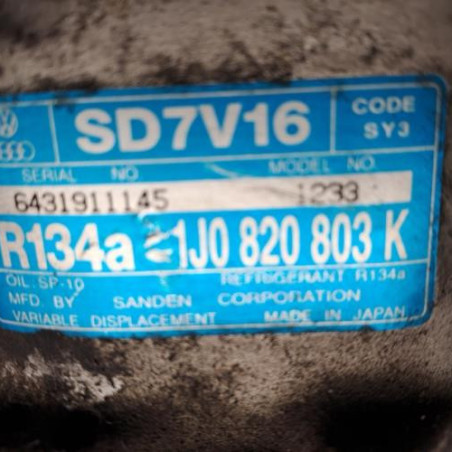 SD7V16
CODE
SY3
SERIAL NO MODEL NO
6431911145 1233
R134a 1J0 820 803 K
OIL: SP-10 REFRIGERANT R134a
MFD. BY SANDEN CORPORATION
VARIABLE DISPLACEMENT MADE IN JAPAN